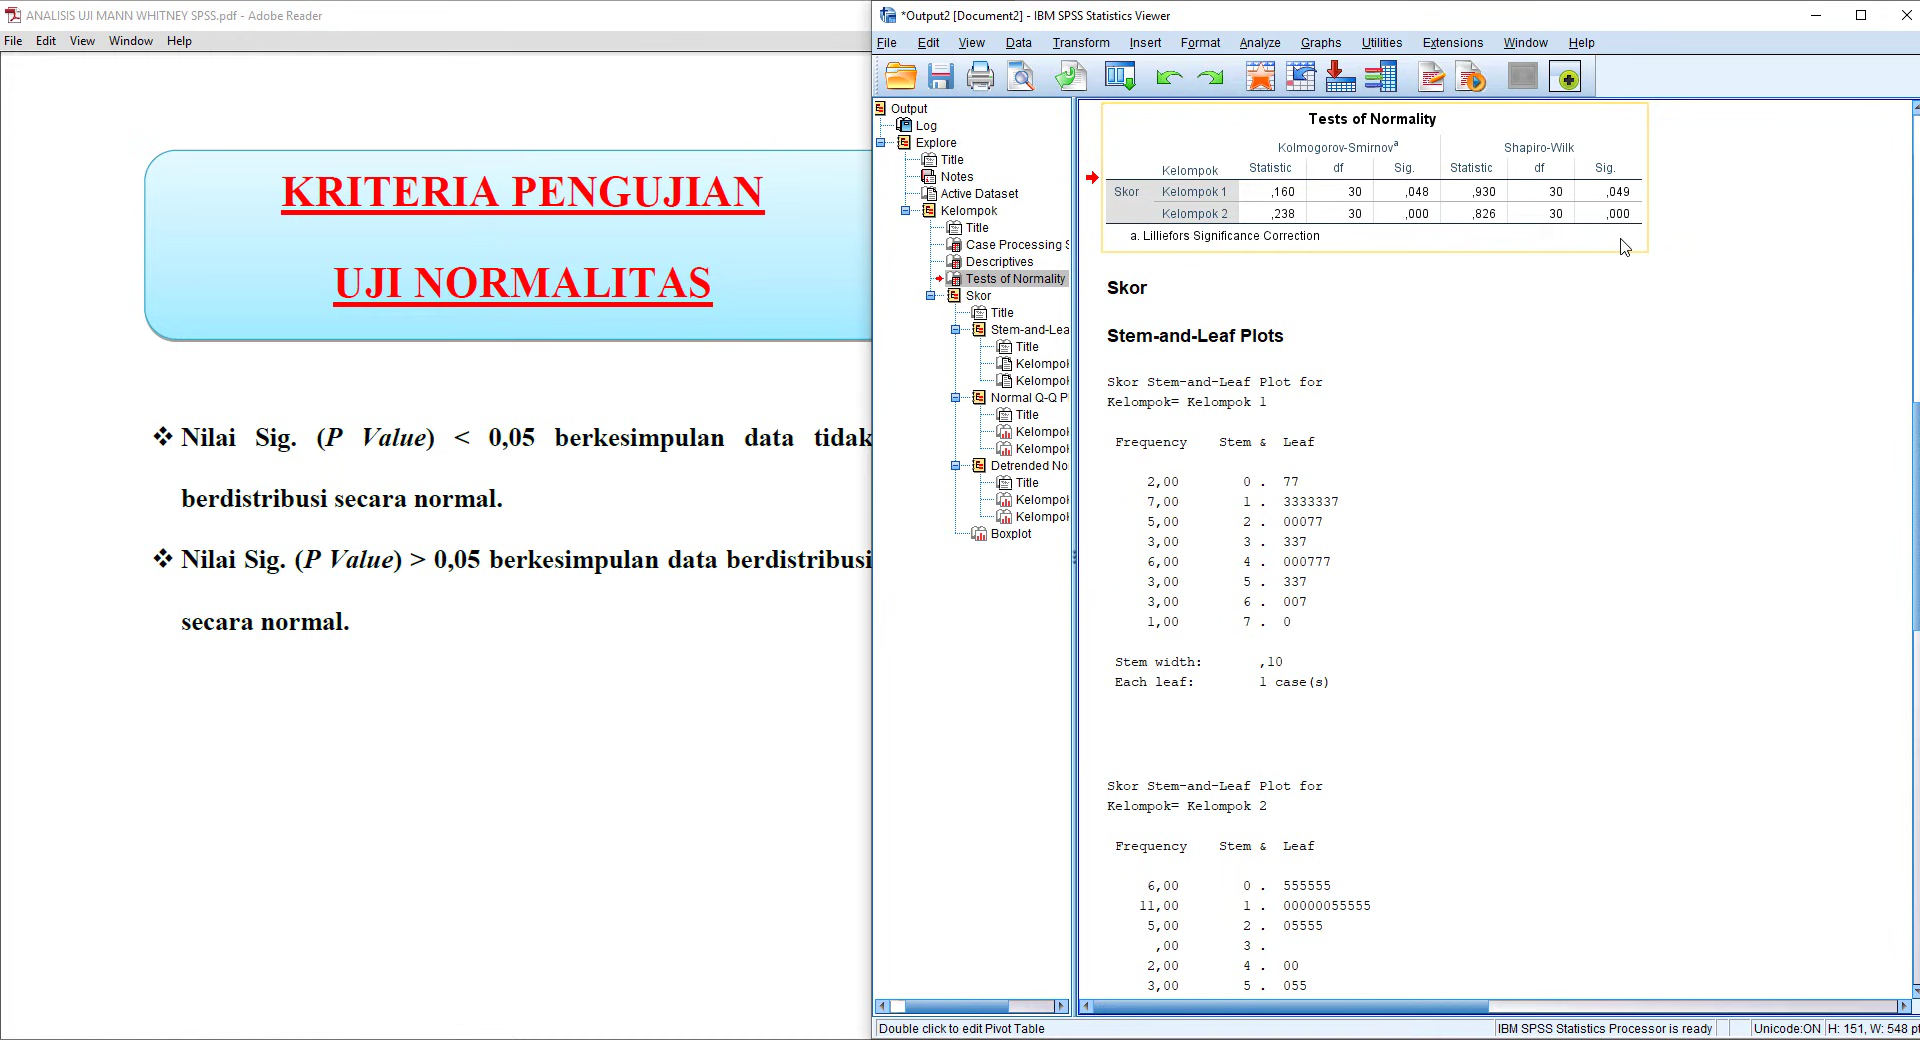 ANALISIS UJI MANN WHITNEY SPSS.pdf - Adobe Reader
File Edit View Window Help
KRITERIA PENGUJIAN
UJI NORMALITAS
❖ Nilai Sig. (P Value) < 0,05 berkesimpulan data tidak
berdistribusi secara normal.
❖ Nilai Sig. (P Value) > 0,05 berkesimpulan data berdistribusi
secara normal.
*Output2 [Document2] - IBM SPSS Statistics Viewer
File Edit View Data Transform Insert Format Analyze Graphs Utilities Extensions Window Help
Output
Log
Explore
Title
Notes
Active Dataset
Kelompok
Title
Case Processing S
Descriptives
Tests of Normality
Skor
Title
Stem-and-Lea
Title
Kelompok
Kelompok
Normal Q-Q P
Title
Kelompok
Kelompok
Detrended No
Title
Kelompok
Kelompok
Boxplot
Tests of Normality
Kolmogorov-Smirnov a Shapiro-Wilk
Kelompok Statistic df Sig. Statistic df Sig.
Skor Kelompok 1 ,160 30 ,048 ,930 30 ,049
Kelompok 2 ,238 30 ,000 ,826 30 ,000
a. Lilliefors Significance Correction
Skor
Stem-and-Leaf Plots
Skor Stem-and-Leaf Plot for
Kelompok= Kelompok 1
Frequency Stem & Leaf
2,00 0 . 77
7,00 1 . 3333337
5,00 2 . 00077
3,00 3 . 337
6,00 4 . 000777
3,00 5 . 337
3,00 6 . 007
1,00 7 . 0
Stem width: ,10
Each leaf: 1 case(s)
Skor Stem-and-Leaf Plot for
Kelompok= Kelompok 2
Frequency Stem & Leaf
6,00 0 . 555555
11,00 1 . 00000055555
5,00 2 . 05555
,00 3 .
2,00 4 . 00
3,00 5 . 055
Double click to edit Pivot Table
IBM SPSS Statistics Processor is ready Unicode:ON H: 151, W: 548 pt